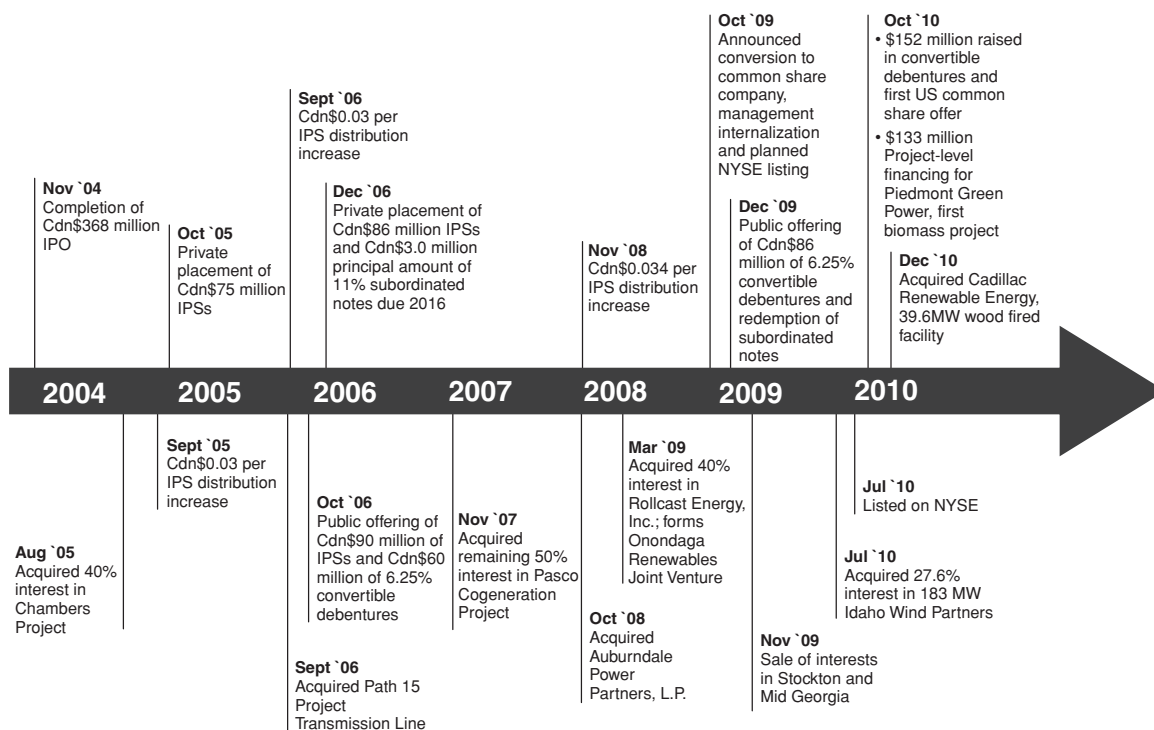 Nov `04
Completion of
Cdn$368 million
IPO
Oct `05
Private
placement of
Cdn$75 million
IPSs
Sept `06
Cdn$0.03 per
IPS distribution
increase
Dec `06
Private placement of
Cdn$86 million IPSs
and Cdn$3.0 million
principal amount of
11% subordinated
notes due 2016
Nov `08
Cdn$0.034 per
IPS distribution
increase
Oct `09
Announced
conversion to
common share
company,
management
internalization
and planned
NYSE listing
Dec `09
Public offering
of Cdn$86
million of 6.25%
convertible
debentures and
redemption of
subordinated
notes
Oct `10
• $152 million raised
in convertible
debentures and
first US common
share offer
• $133 million
Project-level
financing for
Piedmont Green
Power, first
biomass project
Dec `10
Acquired Cadillac
Renewable Energy,
39.6MW wood fired
facility
2004 2005 2006 2007 2008 2009 2010
Aug `05
Acquired 40%
interest in
Chambers
Project
Sept `05
Cdn$0.03 per
IPS distribution
increase
Sept `06
Acquired Path 15
Project
Transmission Line
Oct `06
Public offering of
Cdn$90 million of
IPSs and Cdn$60
million of 6.25%
convertible
debentures
Nov `07
Acquired
remaining 50%
interest in Pasco
Cogeneration
Project
Oct `08
Acquired
Auburndale
Power
Partners, L.P.
Mar `09
Acquired 40%
interest in
Rollcast Energy,
Inc.; forms
Onondaga
Renewables
Joint Venture
Nov `09
Sale of interests
in Stockton and
Mid Georgia
Jul `10
Listed on NYSE
Jul `10
Acquired 27.6%
interest in 183 MW
Idaho Wind Partners